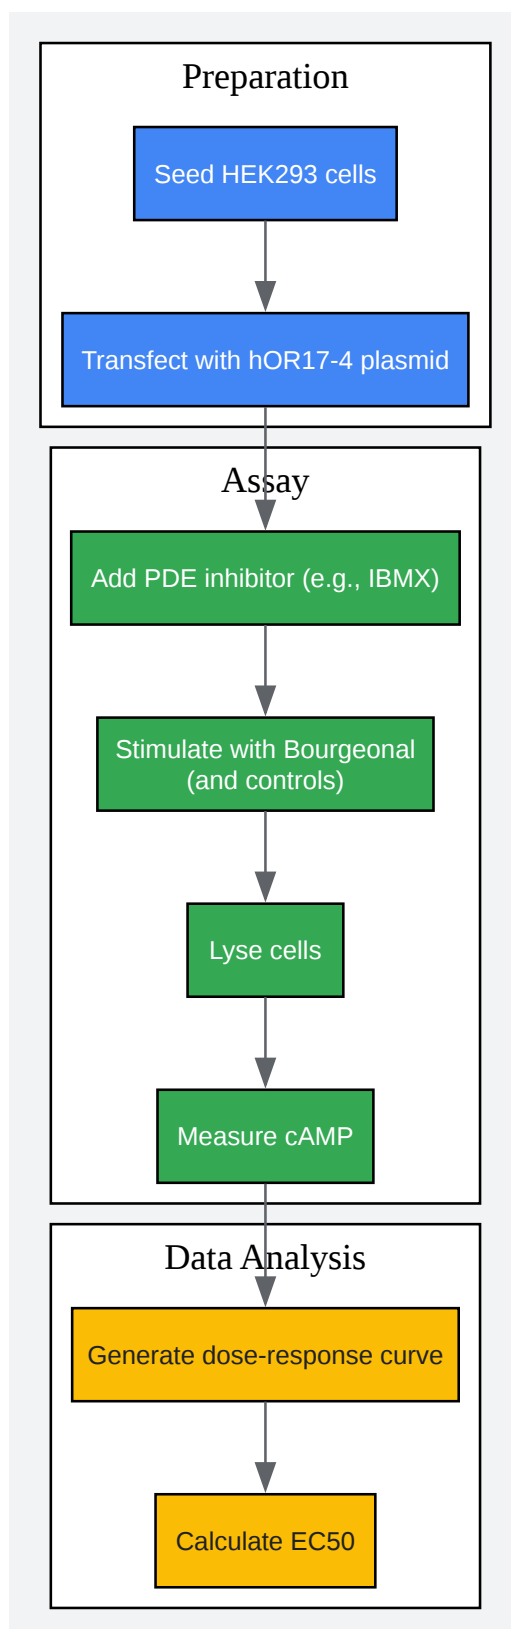 Preparation
Seed HEK293 cells
Transfect with hOR17-4 plasmid
Assay
Add PDE inhibitor (e.g., IBMX)
Stimulate with Bourgeonal
(and controls)
Lyse cells
Measure cAMP
Data Analysis
Generate dose-response curve
Calculate EC50